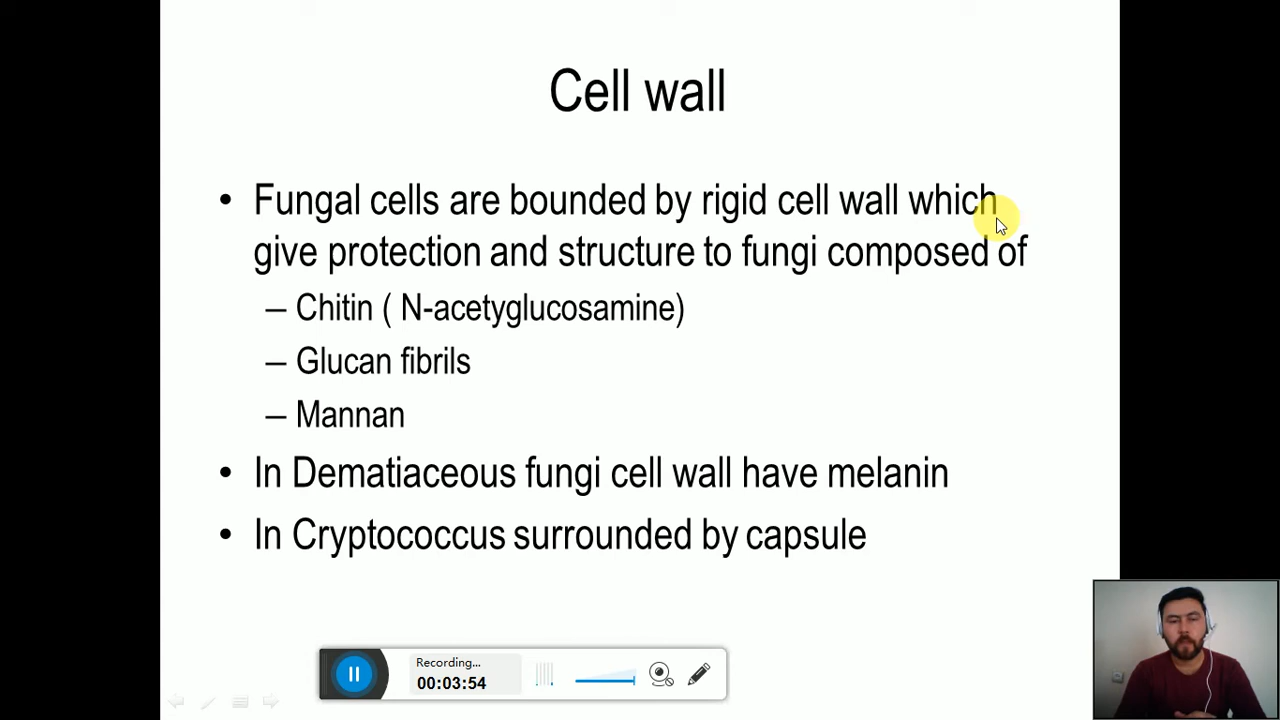 Cell wall
• Fungal cells are bounded by rigid cell wall which
give protection and structure to fungi composed of
– Chitin ( N-acetyglucosamine)
– Glucan fibrils
– Mannan
• In Dematiaceous fungi cell wall have melanin
• In Cryptococcus surrounded by capsule
Recording...
00:03:54